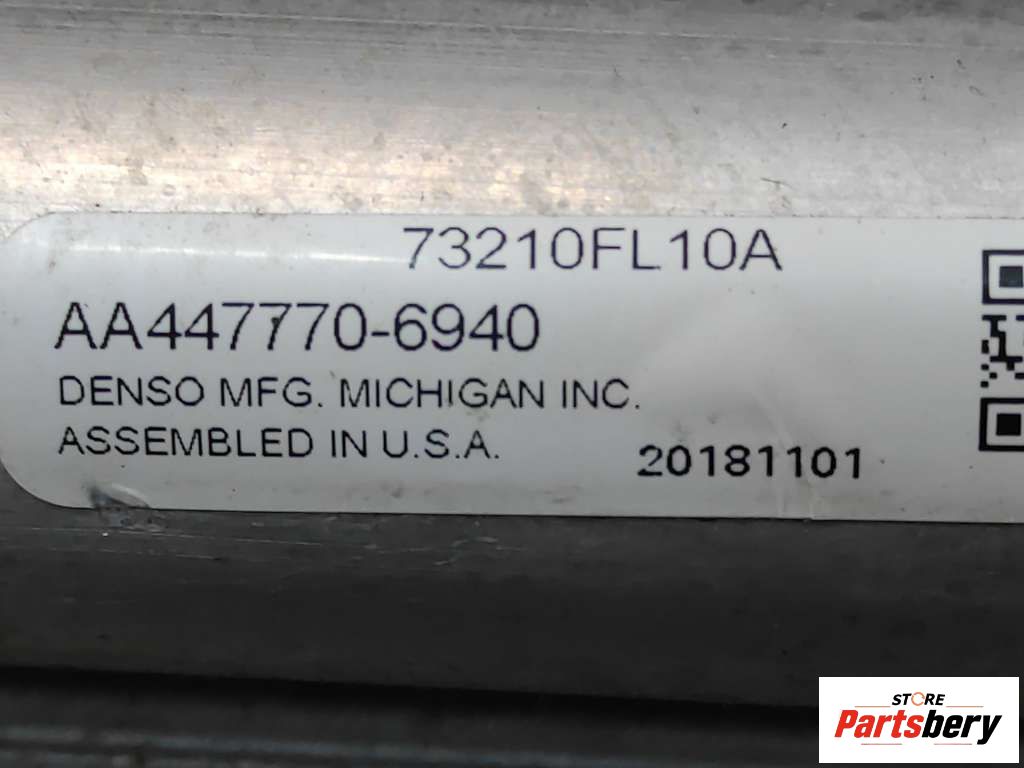 73210FL10A
AA447770-6940
DENSO MFG. MICHIGAN INC.
ASSEMBLED IN U.S.A.
20181101
STORE
Partsbery